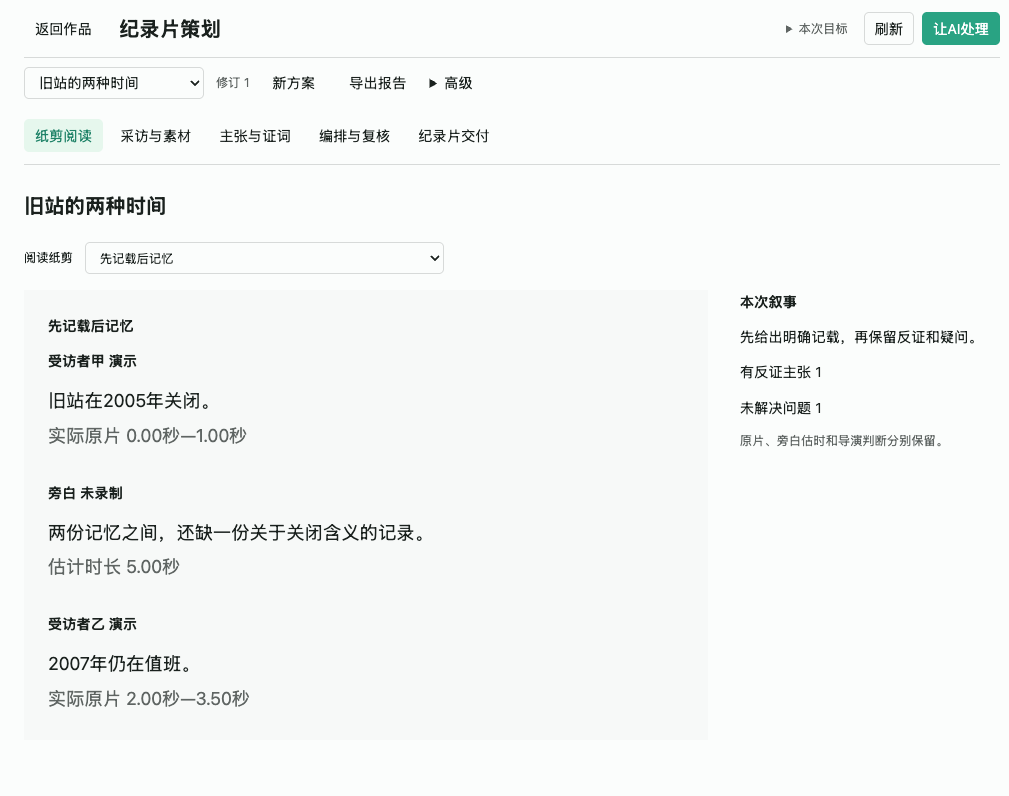 返回作品 纪录片策划 ▶ 本次目标 刷新 让AI处理
旧站的两种时间 修订 1 新方案 导出报告 ▶ 高级
纸剪阅读 采访与素材 主张与证词 编排与复核 纪录片交付
旧站的两种时间
阅读纸剪 先记载后记忆
先记载后记忆
受访者甲 演示
旧站在2005年关闭。
实际原片 0.00秒—1.00秒
旁白 未录制
两份记忆之间，还缺一份关于关闭含义的记录。
估计时长 5.00秒
受访者乙 演示
2007年仍在值班。
实际原片 2.00秒—3.50秒
本次叙事
先给出明确记载，再保留反证和疑问。
有反证主张 1
未解决问题 1
原片、旁白估时和导演判断分别保留。